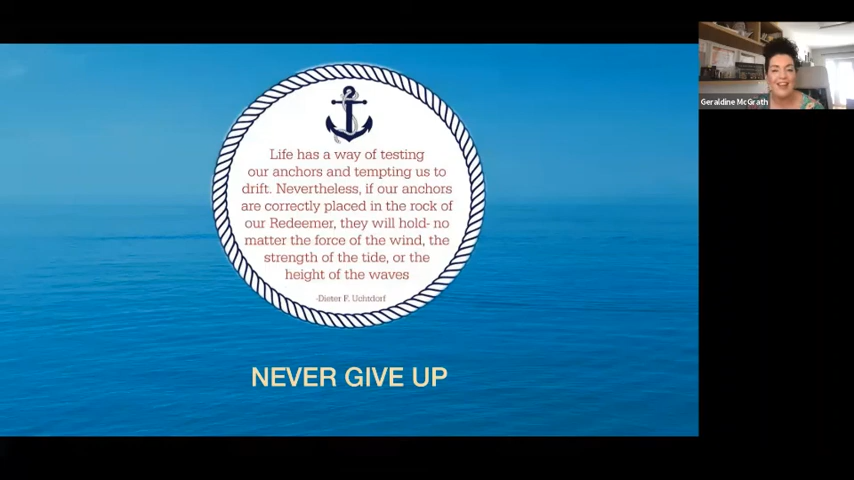 Life has a way of testing
our anchors and tempting us to
drift. Nevertheless, if our anchors
are correctly placed in the rock of
our Redeemer, they will hold- no
matter the force of the wind, the
strength of the tide, or the
height of the waves
-Dieter F. Uchtdorf
NEVER GIVE UP
Geraldine McGrath